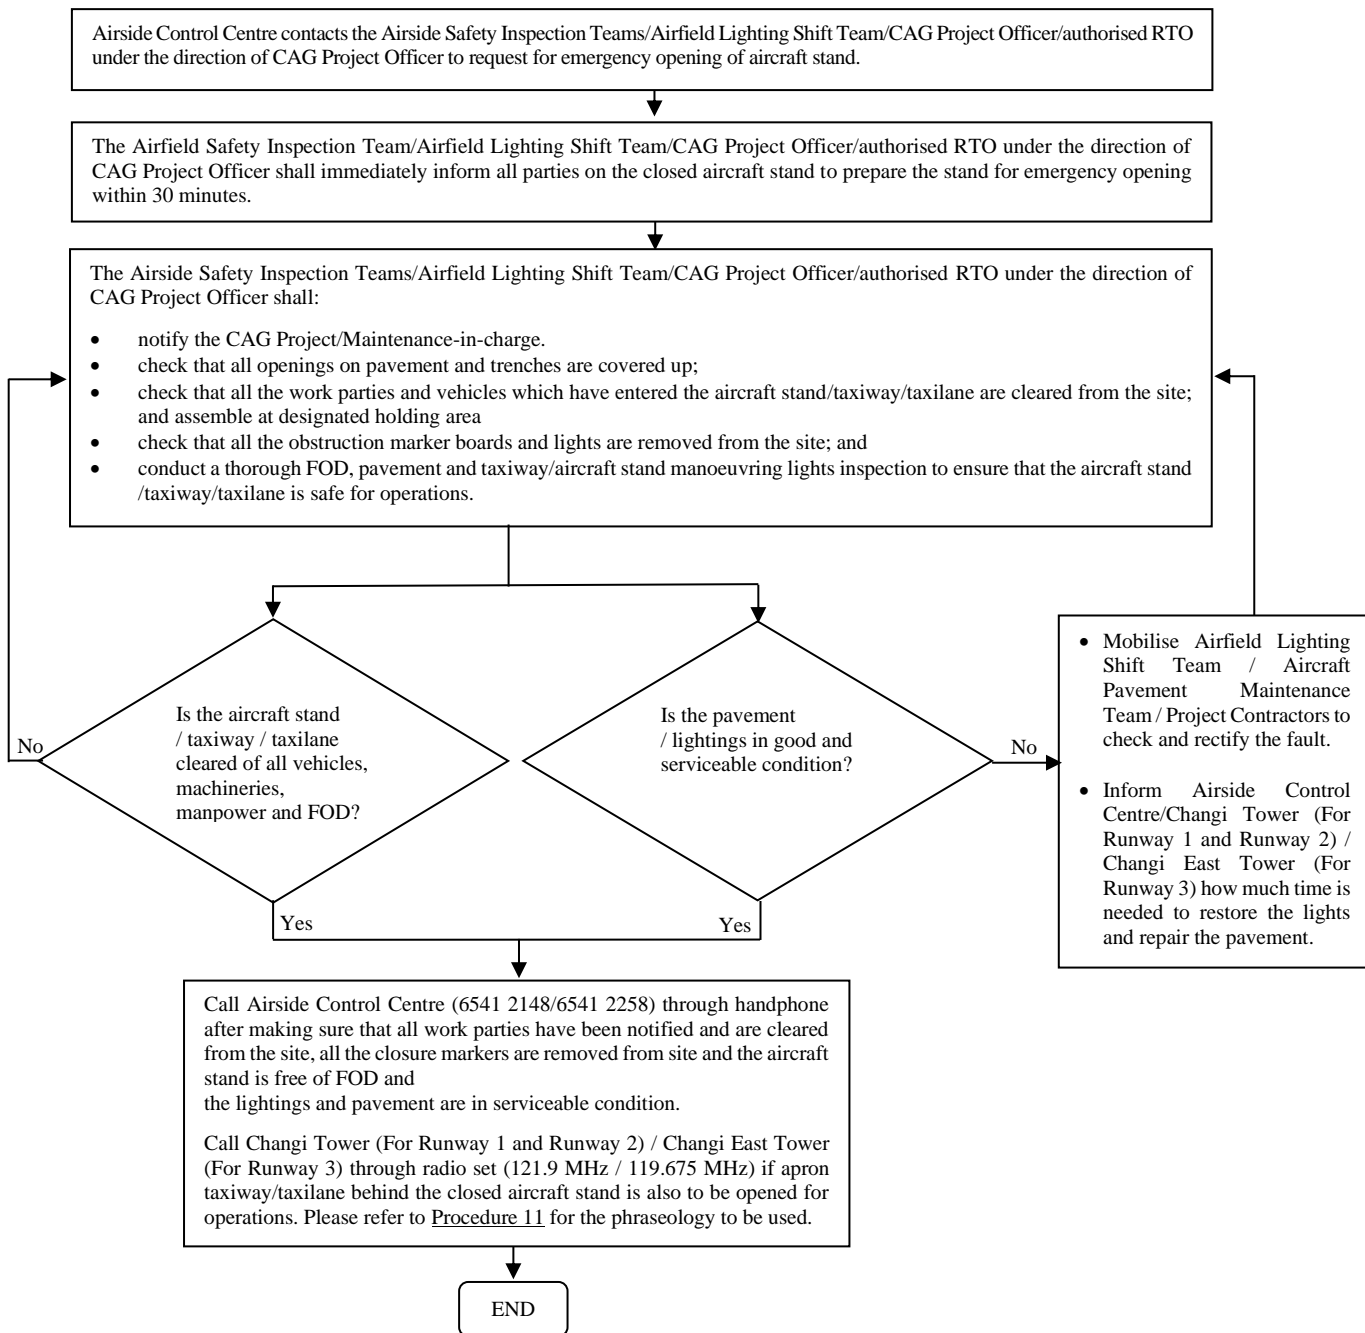 Airside Control Centre contacts the Airside Safety Inspection Teams/Airfield Lighting Shift Team/CAG Project Officer/authorised RTO
under the direction of CAG Project Officer to request for emergency opening of aircraft stand.
The Airfield Safety Inspection Team/Airfield Lighting Shift Team/CAG Project Officer/authorised RTO under the direction of
CAG Project Officer shall immediately inform all parties on the closed aircraft stand to prepare the stand for emergency opening
within 30 minutes.
The Airside Safety Inspection Teams/Airfield Lighting Shift Team/CAG Project Officer/authorised RTO under the direction of
CAG Project Officer shall:
• notify the CAG Project/Maintenance-in-charge.
• check that all openings on pavement and trenches are covered up;
• check that all the work parties and vehicles which have entered the aircraft stand/taxiway/taxilane are cleared from the site;
and assemble at designated holding area
• check that all the obstruction marker boards and lights are removed from the site; and
• conduct a thorough FOD, pavement and taxiway/aircraft stand manoeuvring lights inspection to ensure that the aircraft stand
/taxiway/taxilane is safe for operations.
Is the aircraft stand
/ taxiway / taxilane
cleared of all vehicles,
machineries,
manpower and FOD?
No
Yes
Is the pavement
/ lightings in good and
serviceable condition?
No
Yes
• Mobilise Airfield Lighting
Shift Team / Aircraft
Pavement Maintenance
Team / Project Contractors to
check and rectify the fault.
• Inform Airside Control
Centre/Changi Tower (For
Runway 1 and Runway 2) /
Changi East Tower (For
Runway 3) how much time is
needed to restore the lights
and repair the pavement.
Call Airside Control Centre (6541 2148/6541 2258) through handphone
after making sure that all work parties have been notified and are cleared
from the site, all the closure markers are removed from site and the aircraft
stand is free of FOD and
the lightings and pavement are in serviceable condition.
Call Changi Tower (For Runway 1 and Runway 2) / Changi East Tower
(For Runway 3) through radio set (121.9 MHz / 119.675 MHz) if apron
taxiway/taxilane behind the closed aircraft stand is also to be opened for
operations. Please refer to Procedure 11 for the phraseology to be used.
END